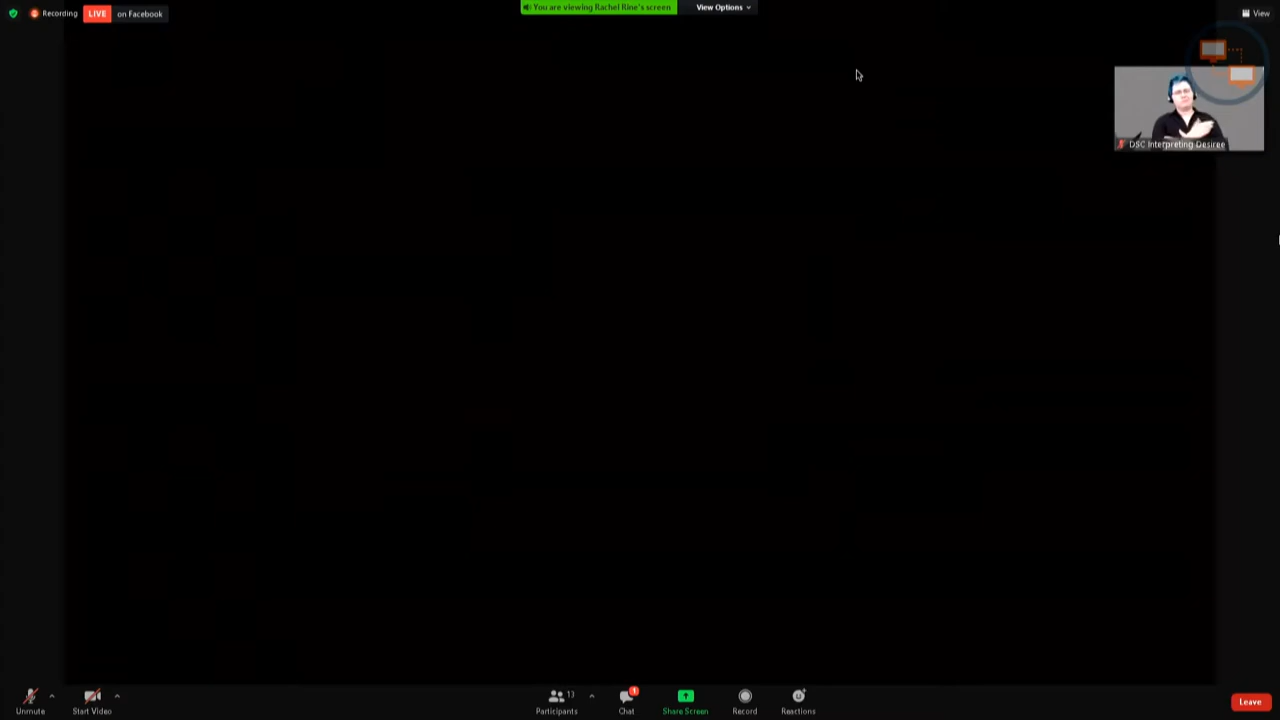 Recording LIVE on Facebook
You are viewing Rachel Rine's screen View Options
View
DSC Interpreting Desiree
Unmute
Start Video
Participants
Chat 1
Share Screen
Record
Reactions
Leave